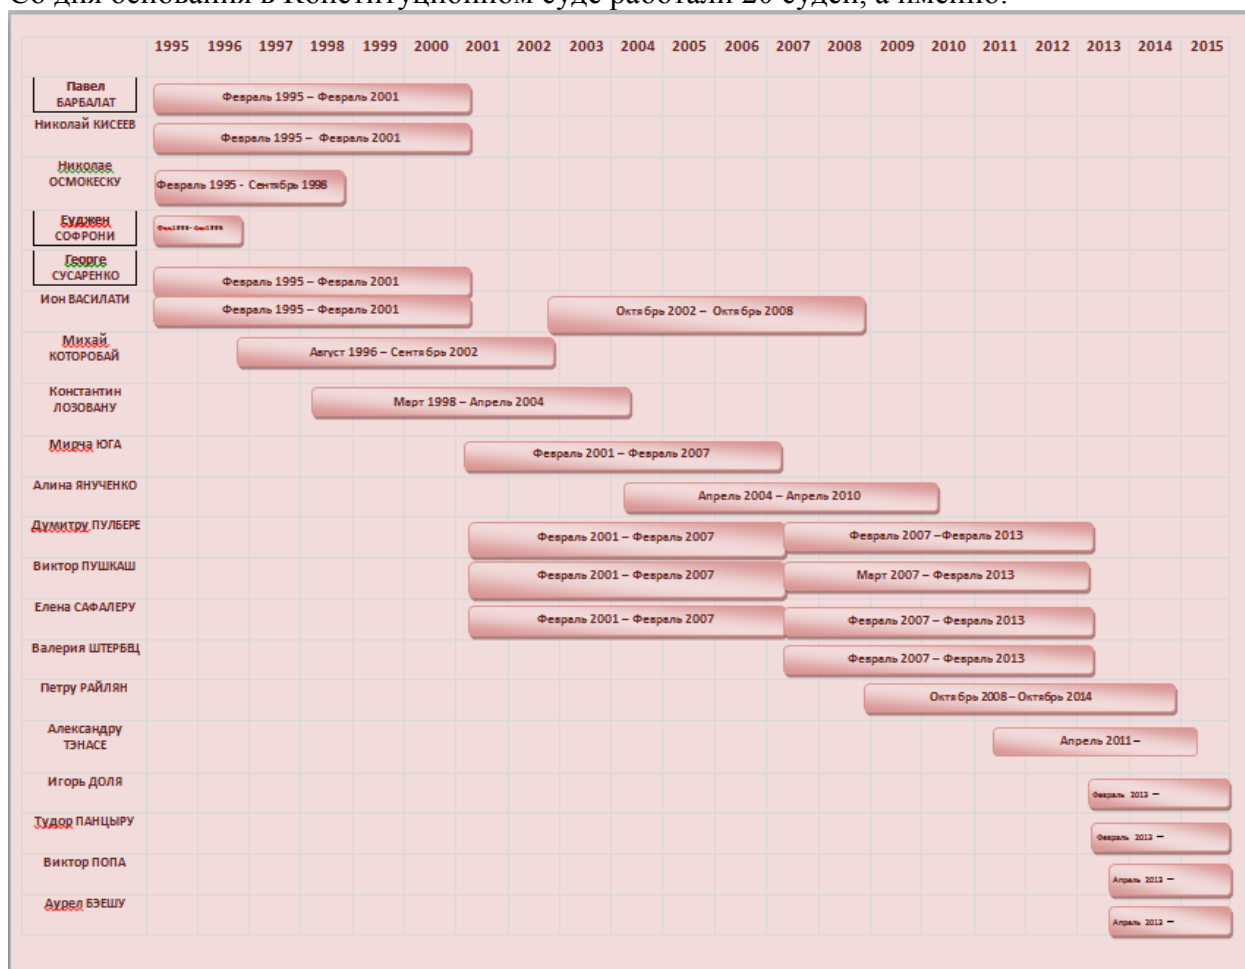 Со дня основания в Конституционном суде работали 20 судей, а именно:
1995 1996 1997 1998 1999 2000 2001 2002 2003 2004 2005 2006 2007 2008 2009 2010 2011 2012 2013 2014 2015
Павел
БАРБАЛАТ
Февраль 1995 – Февраль 2001
Николай КИСЕЕВ
Февраль 1995 – Февраль 2001
Николае
ОСМОКЕСКУ
Февраль 1995 - Сентябрь 1998
Еуджен
СОФРОНИ
Георге
СУСАРЕНКО
Февраль 1995 – Февраль 2001
Ион ВАСИЛАТИ
Февраль 1995 – Февраль 2001
Октябрь 2002 – Октябрь 2008
Михай
КОТОРОБАЙ
Август 1996 – Сентябрь 2002
Константин
ЛОЗОВАНУ
Март 1998 – Апрель 2004
Мирча ЮГА
Февраль 2001 – Февраль 2007
Алина ЯНУЧЕНКО
Апрель 2004 – Апрель 2010
Думитру ПУЛБЕРЕ
Февраль 2001 – Февраль 2007
Февраль 2007 –Февраль 2013
Виктор ПУШКАШ
Февраль 2001 – Февраль 2007
Март 2007 – Февраль 2013
Елена САФАЛЕРУ
Февраль 2001 – Февраль 2007
Февраль 2007 – Февраль 2013
Валерия ШТЕРБЕЦ
Февраль 2007 – Февраль 2013
Петру РАЙЛЯН
Октябрь 2008 – Октябрь 2014
Александру
ТЭНАСЕ
Апрель 2011 –
Игорь ДОЛЯ
Февраль 2013 –
Тудор ПАНЦЫРУ
Февраль 2013 –
Виктор ПОПА
Апрель 2013 –
Аурел БЭЕШУ
Апрель 2013 –